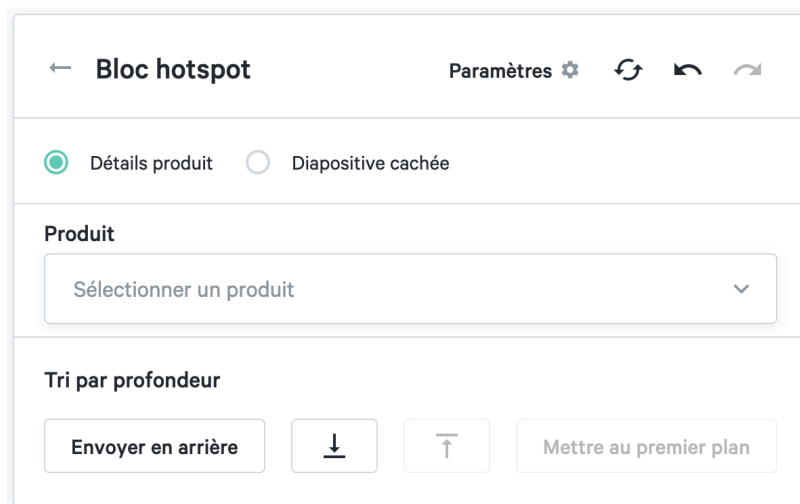 Bloc hotspot
Paramètres
Détails produit
Diapositive cachée
Produit
Sélectionner un produit
Tri par profondeur
Envoyer en arrière
Mettre au premier plan